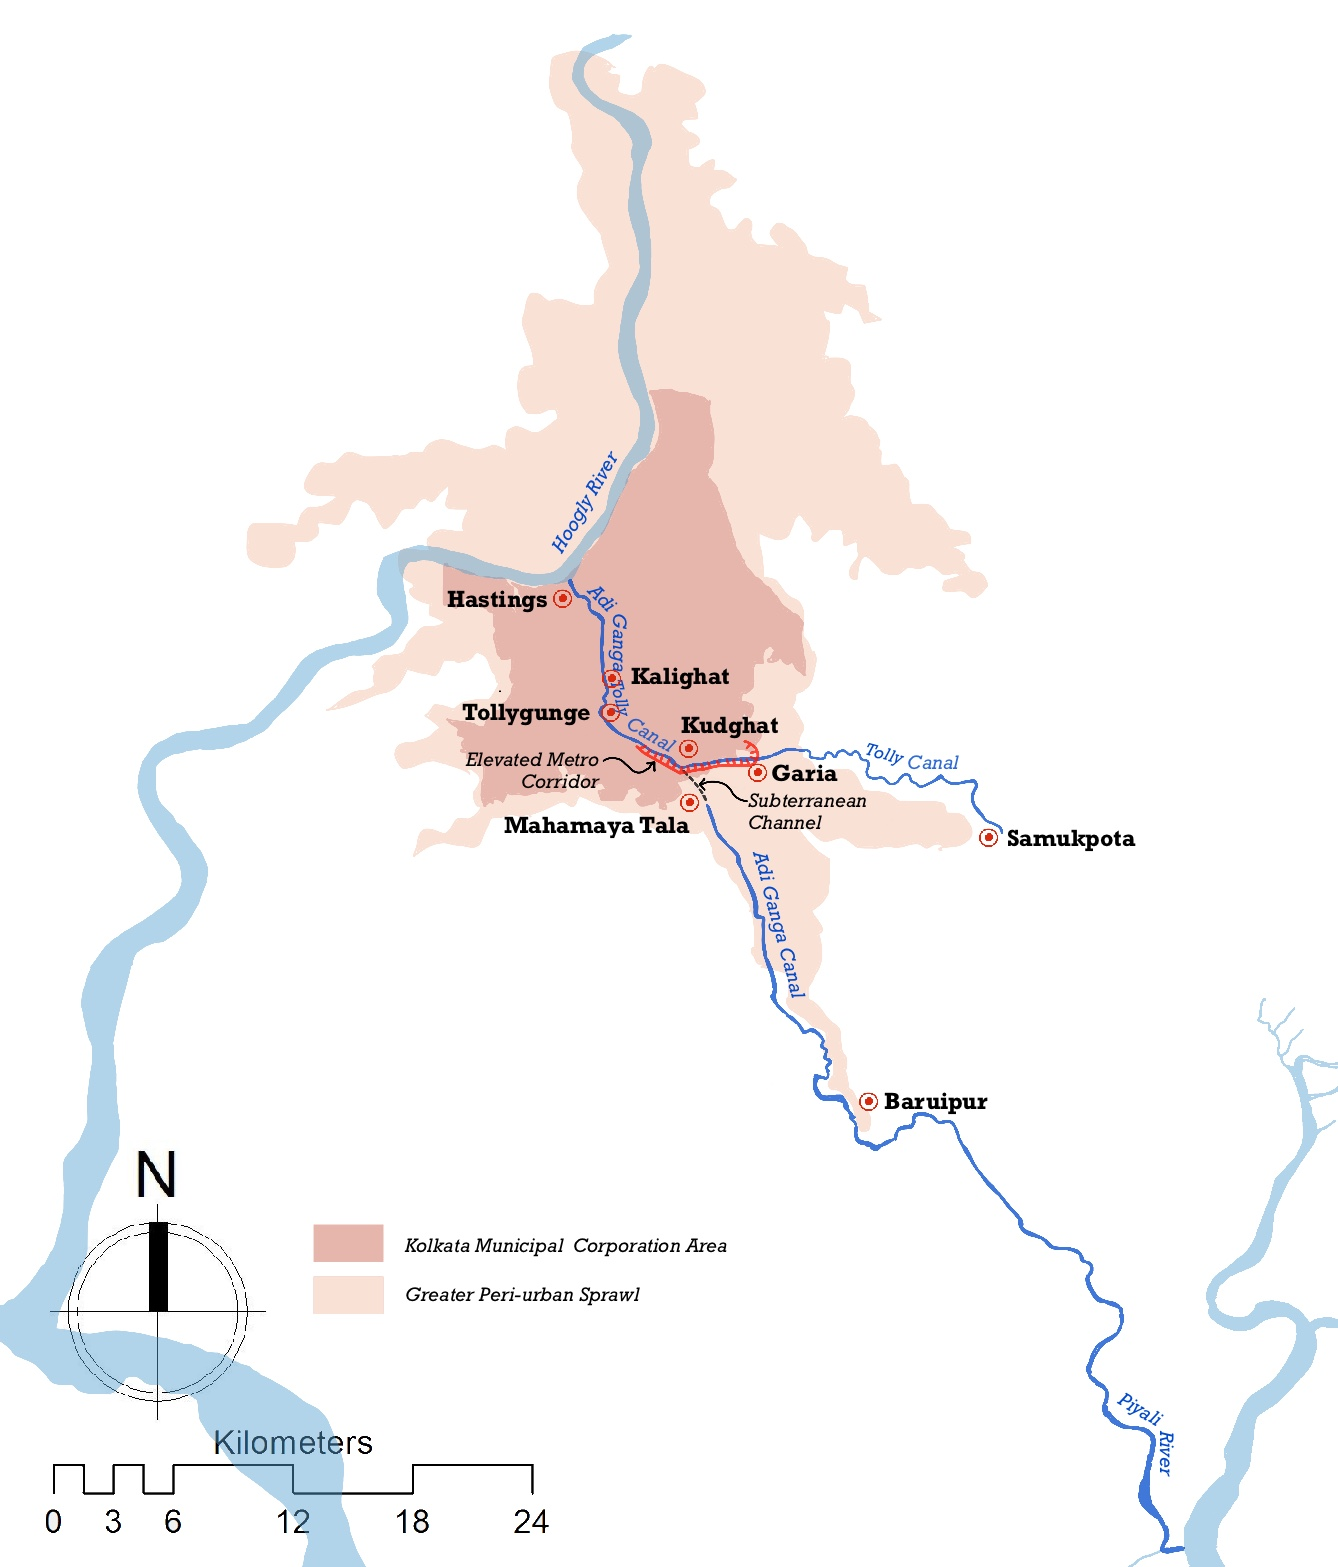 Hoogly River
Hastings
Adi Ganga
Tolly
Canal
Kalighat
Tollygunge
Kudghat
Elevated Metro
Corridor
Tolly Canal
Garia
Subterranean
Channel
Mahamaya Tala
Samukpota
Adi Ganga Canal
Baruipur
N
Kolkata Municipal Corporation Area
Greater Peri-urban Sprawl
Piyali
River
Kilometers
0 3 6 12 18 24